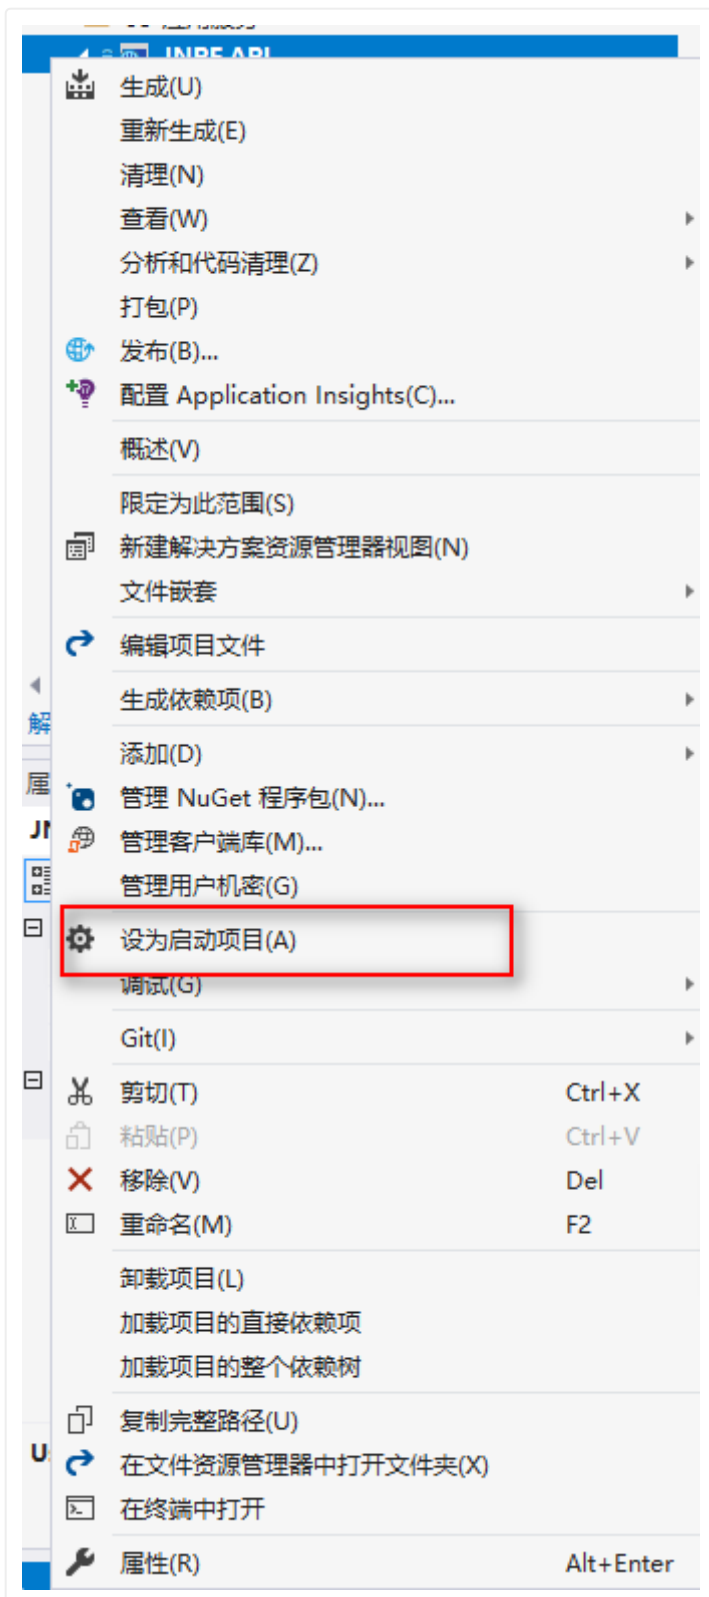 生成(U)
重新生成(E)
清理(N)
查看(W)
分析和代码清理(Z)
打包(P)
发布(B)...
配置 Application Insights(C)...
概述(V)
限定为此范围(S)
新建解决方案资源管理器视图(N)
文件嵌套
编辑项目文件
生成依赖项(B)
解
添加(D)
属
管理 NuGet 程序包(N)...
管理客户端库(M)...
管理用户机密(G)
设为启动项目(A)
调试(G)
Git(I)
剪切(T) Ctrl+X
粘贴(P) Ctrl+V
移除(V) Del
重命名(M) F2
卸载项目(L)
加载项目的直接依赖项
加载项目的整个依赖树
复制完整路径(U)
U
在文件资源管理器中打开文件夹(X)
在终端中打开
属性(R) Alt+Enter